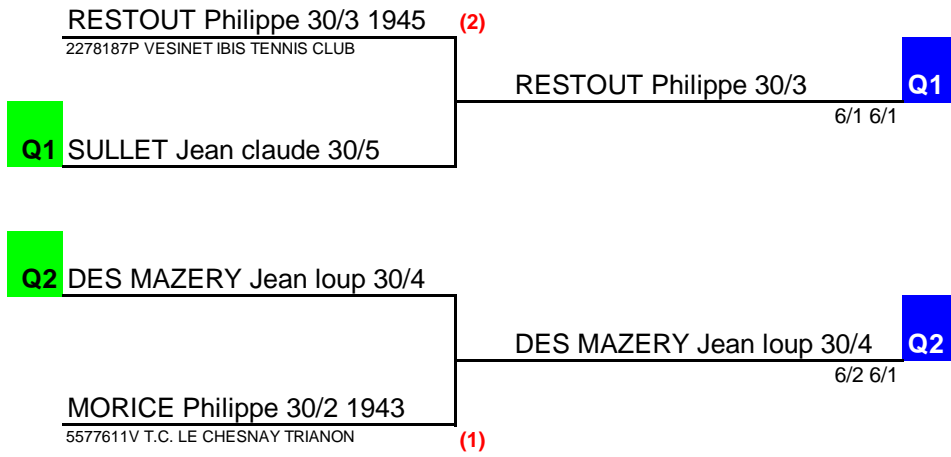 RESTOUT Philippe 30/3 1945 (2)
2278187P VESINET IBIS TENNIS CLUB
RESTOUT Philippe 30/3 Q1
6/1 6/1
Q1 SULLET Jean claude 30/5
Q2 DES MAZERY Jean loup 30/4
DES MAZERY Jean loup 30/4 Q2
6/2 6/1
MORICE Philippe 30/2 1943
5577611V T.C. LE CHESNAY TRIANON (1)